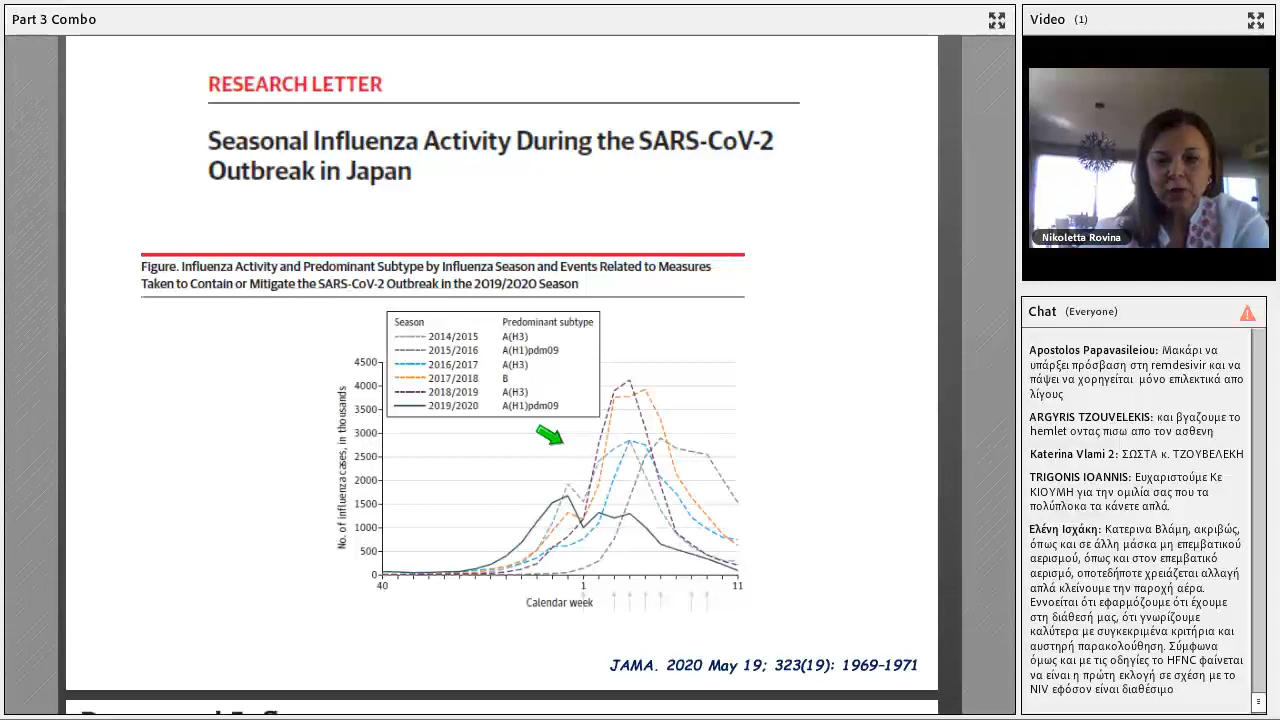 Part 3 Combo
RESEARCH LETTER
Seasonal Influenza Activity During the SARS-CoV-2
Outbreak in Japan
Figure. Influenza Activity and Predominant Subtype by Influenza Season and Events Related to Measures
Taken to Contain or Mitigate the SARS-CoV-2 Outbreak in the 2019/2020 Season
Season Predominant subtype
2014/2015 A(H3)
2015/2016 A(H1)pdm09
2016/2017 A(H3)
2017/2018 B
2018/2019 A(H3)
2019/2020 A(H1)pdm09
No. of influenza cases, in thousands
4500
4000
3500
3000
2500
2000
1500
1000
500
0
40 1 11
Calendar week
JAMA. 2020 May 19; 323(19): 1969-1971
Video (1)
Nikoletta Rovina
Chat (Everyone)
Apostolos Papavasileiou: Μακάρι να
υπάρξει πρόσβαση στη remdesivir και να
πάψει να χορηγείται μόνο επιλεκτικά απο
λίγους
ARGYRIS TZOUVELEKIS: και βγαζουμε το
hemlet οντας πισω απο τον ασθενη
Katerina Vlami 2: ΣΩΣΤΑ κ. ΤΖΟΥΒΕΛΕΚΗ
TRIGONIS IOANNIS: Ευχαριστούμε Κε
ΚΙΟΥΜΗ για την ομιλία σας που τα
πολύπλοκα τα κάνετε απλά.
Ελένη Ισχάκη: Κατερινα Βλάμη, ακριβώς,
όπως και σε άλλη μάσκα μη επεμβατικού
αερισμού, όπως και στον επεμβατικό
αερισμό, οποτεδήποτε χρειάζεται αλλαγή
απλά κλείνουμε την παροχή αέρα.
Εννοείται ότι εφαρμόζουμε ότι έχουμε
στη διάθεσή μας, ότι γνωρίζουμε
καλύτερα με συγκεκριμένα κριτήρια και
αυστηρή παρακολούθηση. Σύμφωνα
όμως και με τις οδηγίες το HFNC φαίνεται
να είναι η πρώτη εκλογή σε σχέση με το
NIV εφόσον είναι διαθέσιμο